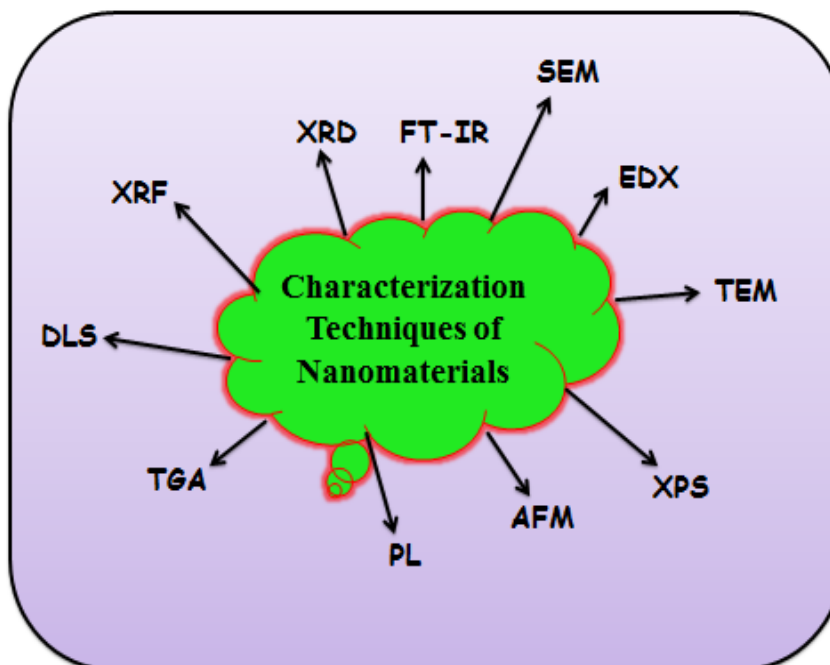 SEM
XRD
FT-IR
EDX
XRF
Characterization
Techniques of
Nanomaterials
TEM
DLS
TGA
XPS
AFM
PL